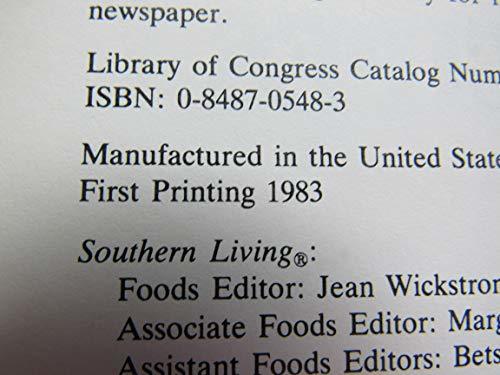 newspaper.
Library of Congress Catalog Num
ISBN: 0-8487-0548-3
Manufactured in the United State
First Printing 1983
Southern Living®:
Foods Editor: Jean Wickstrom
Associate Foods Editor: Marg
Assistant Foods Editors: Bets